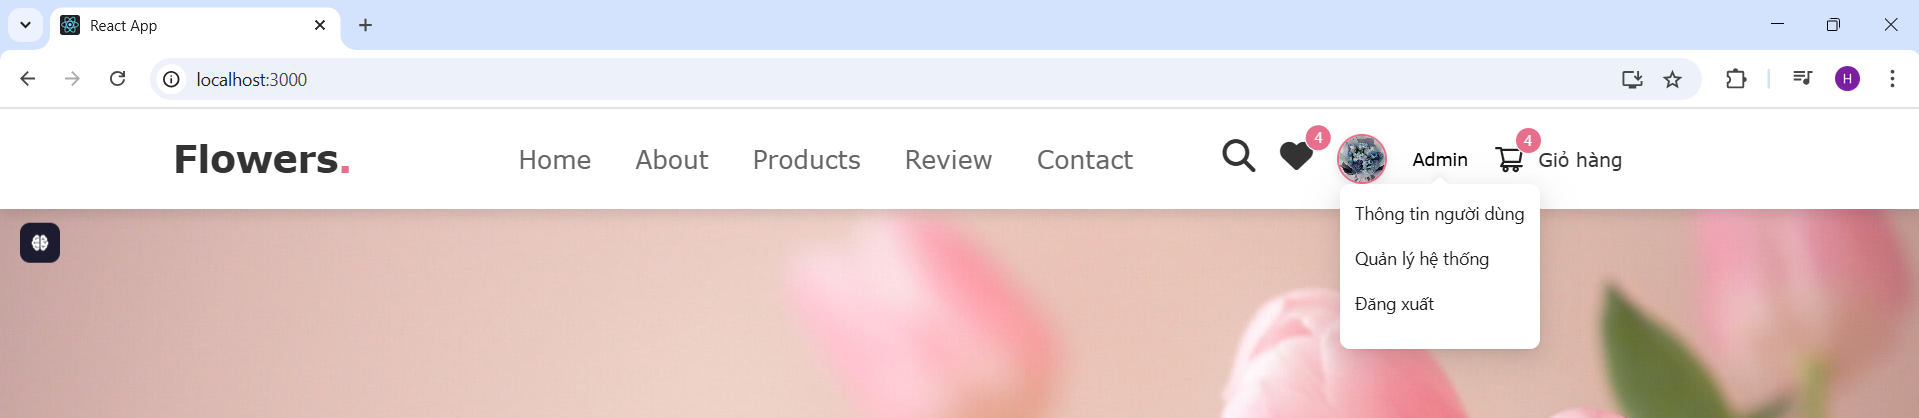 React App
localhost:3000
H
Flowers.
Home About Products Review Contact
4
Admin
4
Giỏ hàng
Thông tin người dùng
Quản lý hệ thống
Đăng xuất